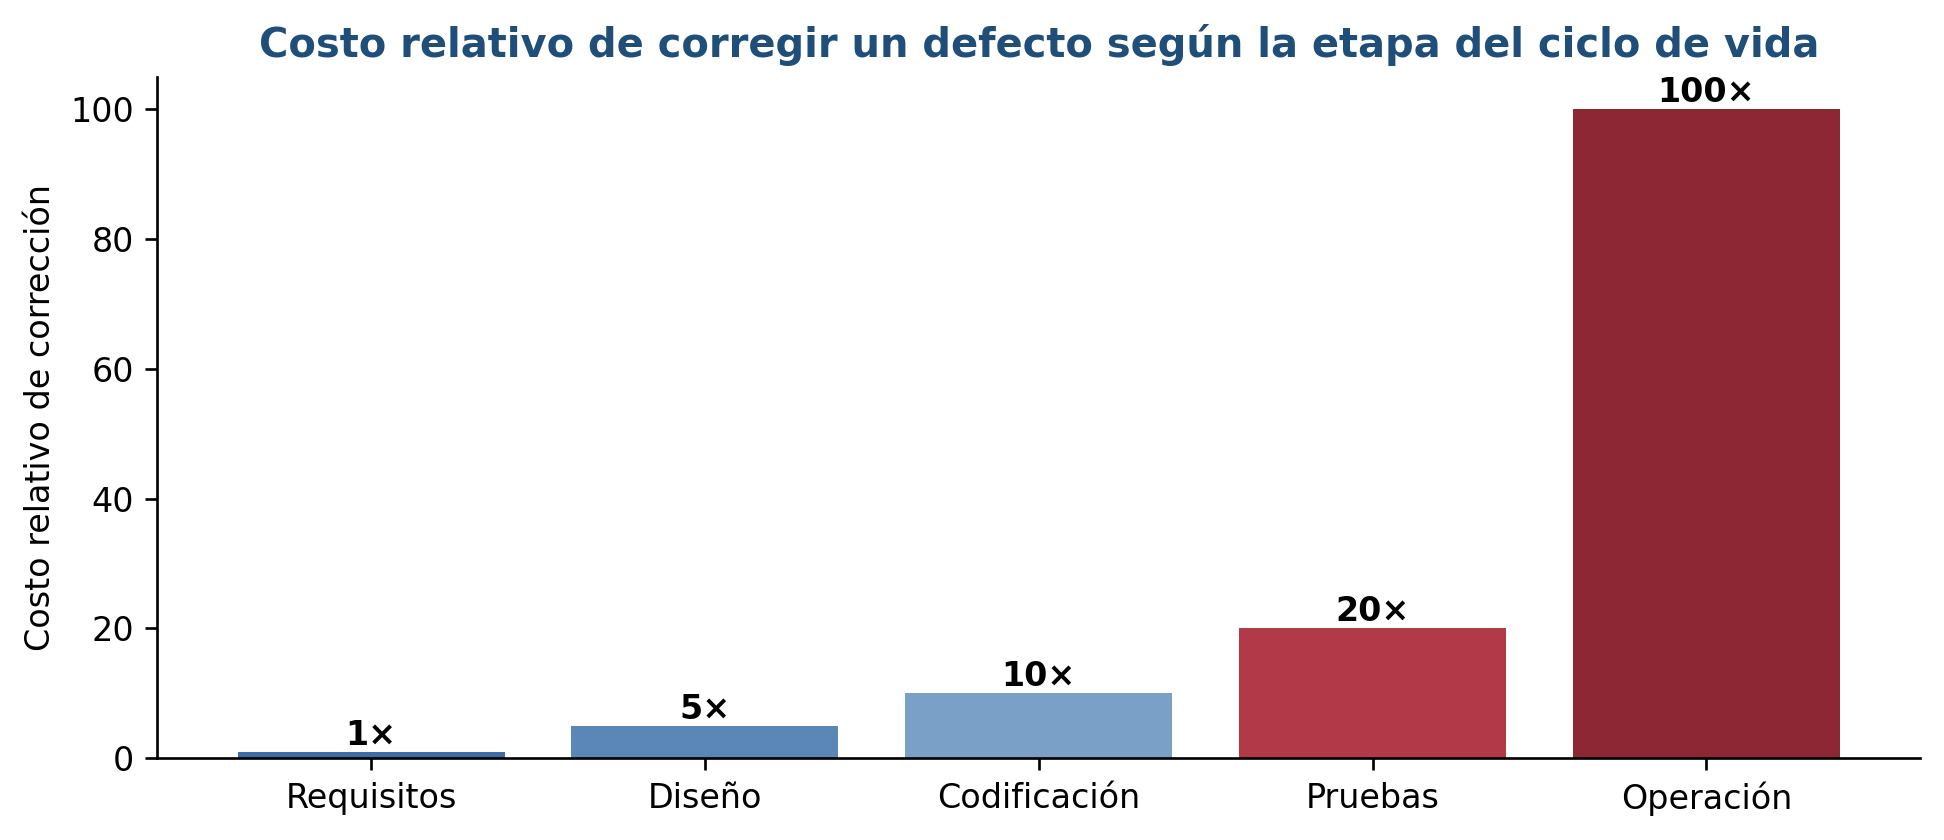 Costo relativo de corregir un defecto según la etapa del ciclo de vida
Costo relativo de corrección
100
80
60
40
20
0
1×
5×
10×
20×
100×
Requisitos
Diseño
Codificación
Pruebas
Operación